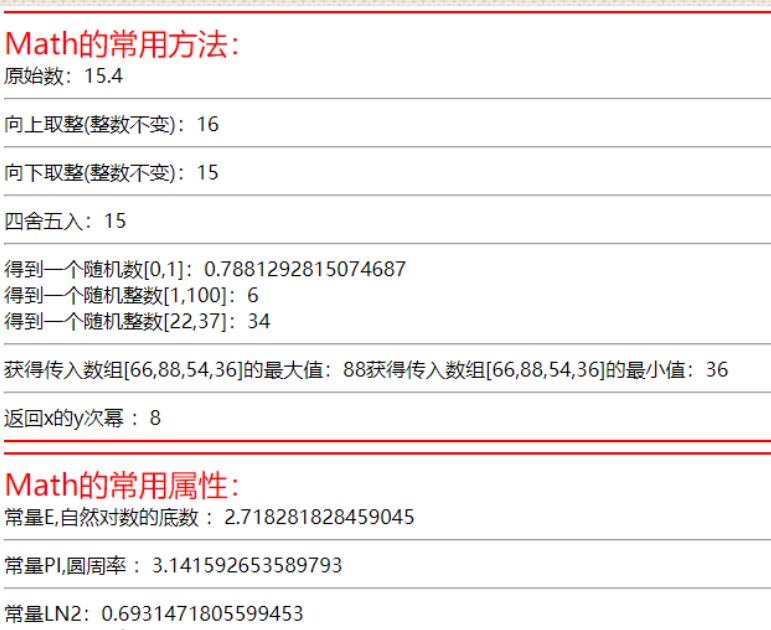 Math的常用方法：
原始数：15.4
向上取整(整数不变)：16
向下取整(整数不变)：15
四舍五入：15
得到一个随机数[0,1]：0.7881292815074687
得到一个随机整数[1,100]：6
得到一个随机整数[22,37]：34
获得传入数组[66,88,54,36]的最大值：88获得传入数组[66,88,54,36]的最小值：36
返回x的y次幂 ：8
Math的常用属性：
常量E,自然对数的底数 ：2.718281828459045
常量PI,圆周率 ：3.141592653589793
常量LN2：0.6931471805599453